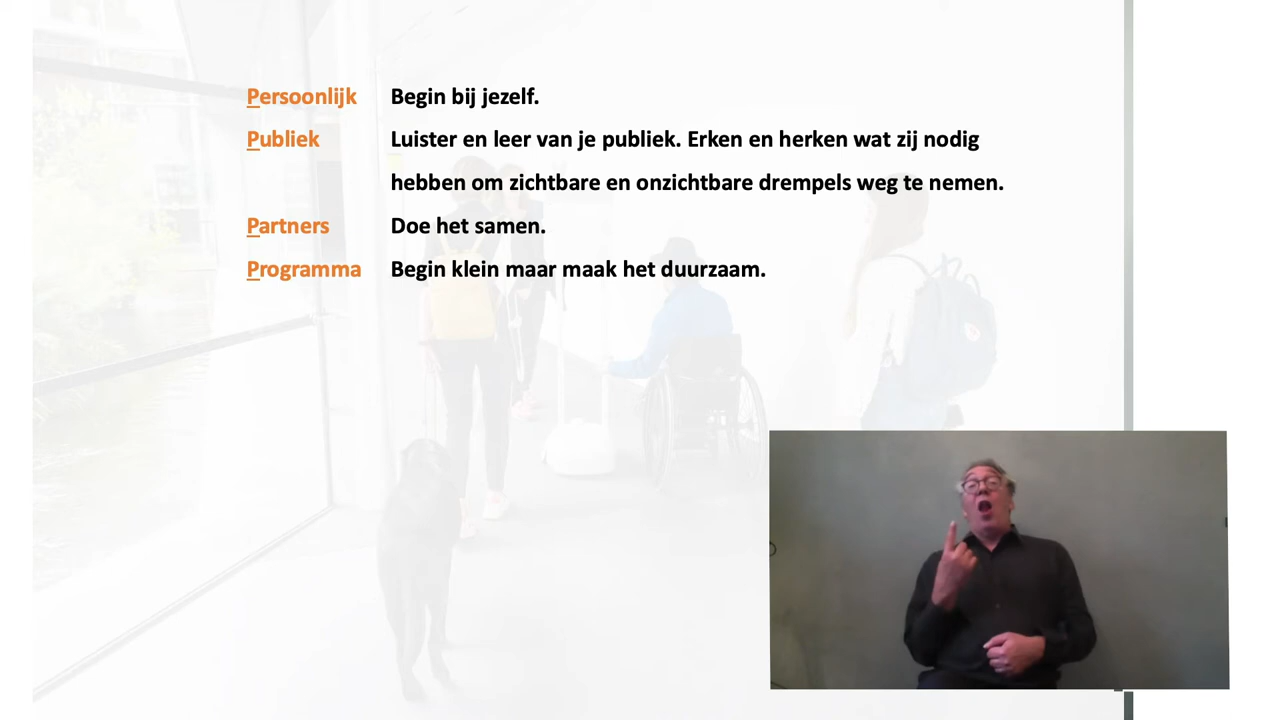 Persoonlijk Begin bij jezelf.
Publiek Luister en leer van je publiek. Erken en herken wat zij nodig
hebben om zichtbare en onzichtbare drempels weg te nemen.
Partners Doe het samen.
Programma Begin klein maar maak het duurzaam.